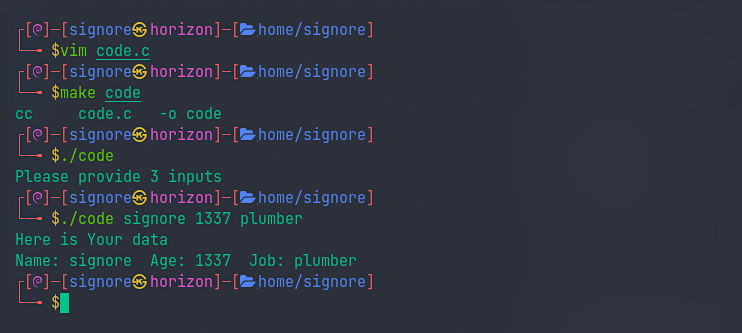 ┌[]─[signore㉿horizon]─[home/signore]
└─╼ $vim code.c
┌[]─[signore㉿horizon]─[home/signore]
└─╼ $make code
cc     code.c   -o code
┌[]─[signore㉿horizon]─[home/signore]
└─╼ $./code
Please provide 3 inputs
┌[]─[signore㉿horizon]─[home/signore]
└─╼ $./code signore 1337 plumber
Here is Your data
Name: signore  Age: 1337  Job: plumber
┌[]─[signore㉿horizon]─[home/signore]
└─╼ $